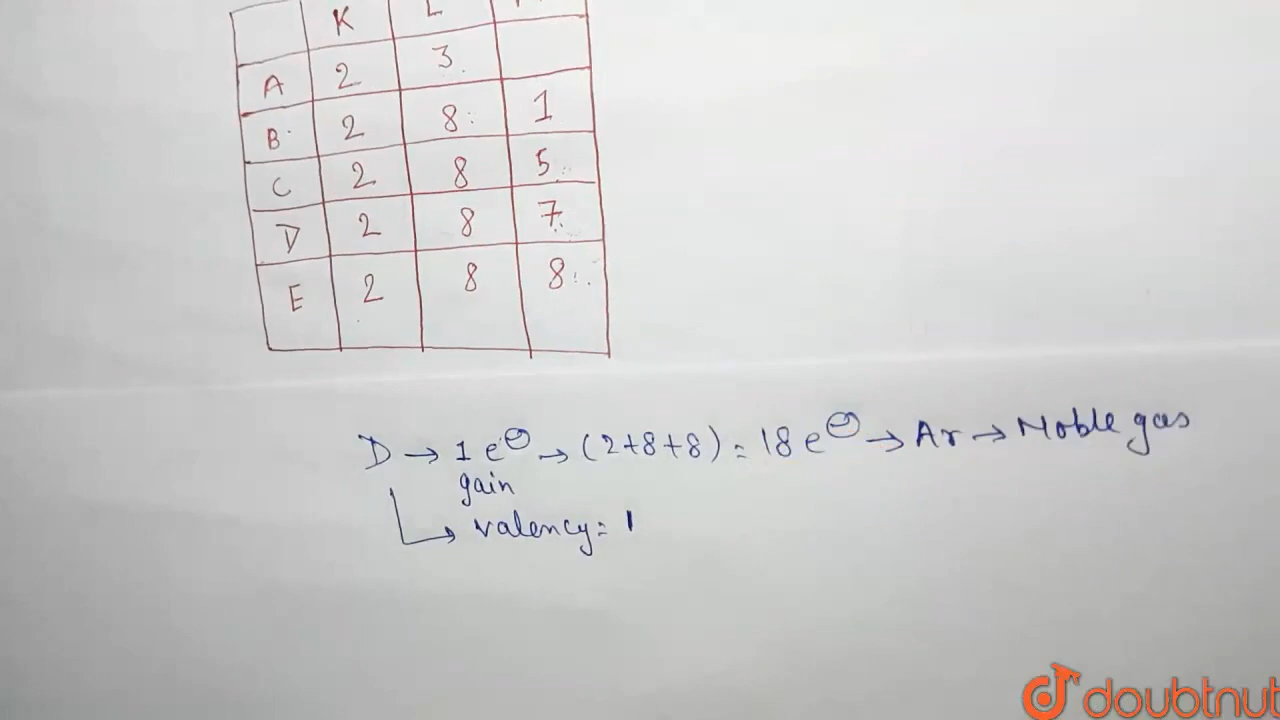 K L
A 2 3
B 2 8 1
C 2 8 5
D 2 8 7
E 2 8 8
D → 1 e⊖ → (2+8+8) = 18 e⊖ → Ar → Noble gas
gain
↳ valency = 1
doubtnut